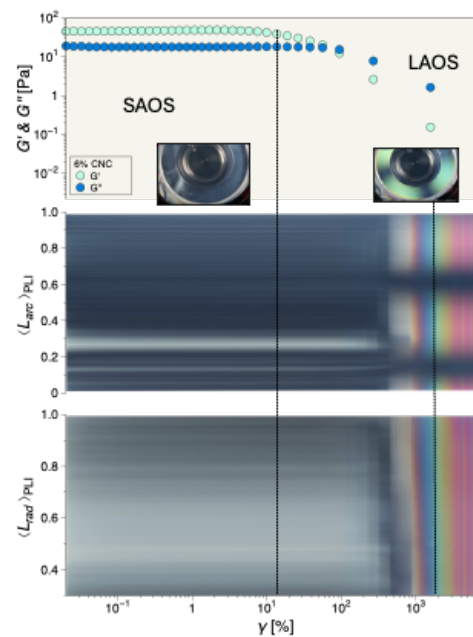 10²
10¹
1
10⁻¹
10⁻²
G' & G'' [Pa]
LAOS
SAOS
6% CNC
G'
G''
1.0
0.8
0.6
0.4
0.2
0
⟨L_arc⟩_PLI
1.0
0.8
0.6
0.4
⟨L_rad⟩_PLI
10⁻¹
1
10¹
10²
10³
γ [%]